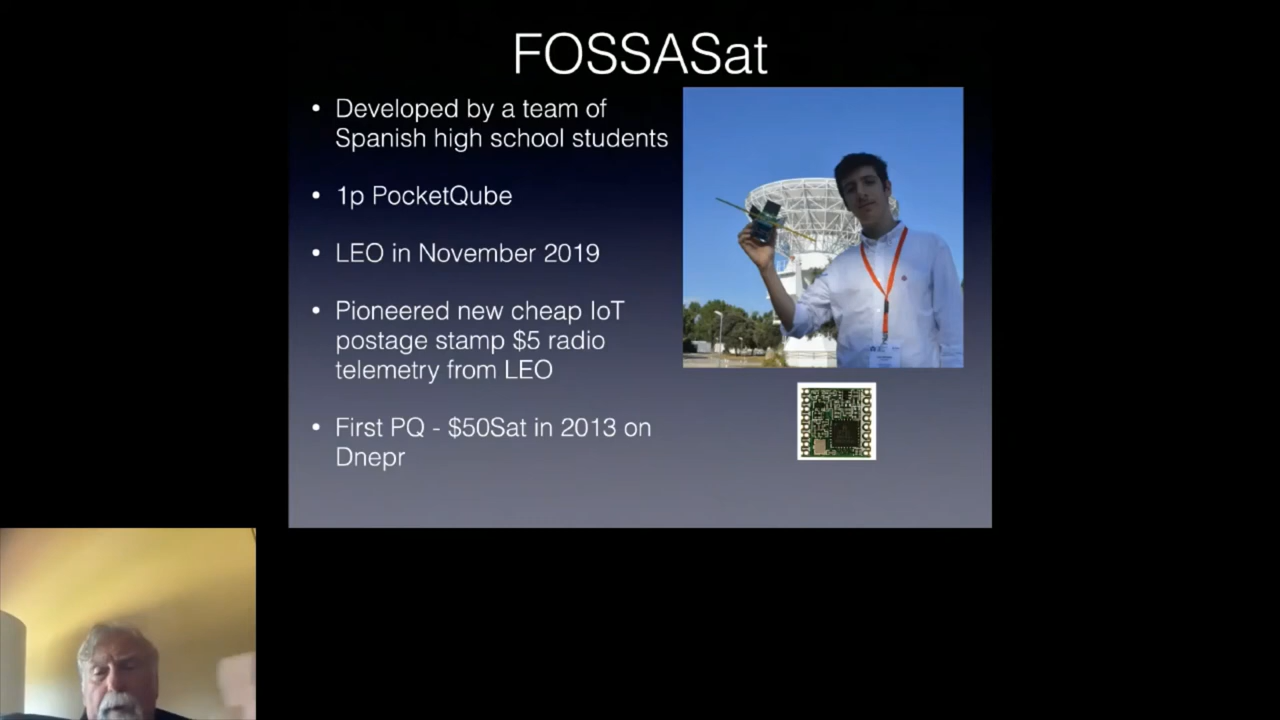 FOSSASat
• Developed by a team of
Spanish high school students
• 1p PocketQube
• LEO in November 2019
• Pioneered new cheap IoT
postage stamp $5 radio
telemetry from LEO
• First PQ - $50Sat in 2013 on
Dnepr